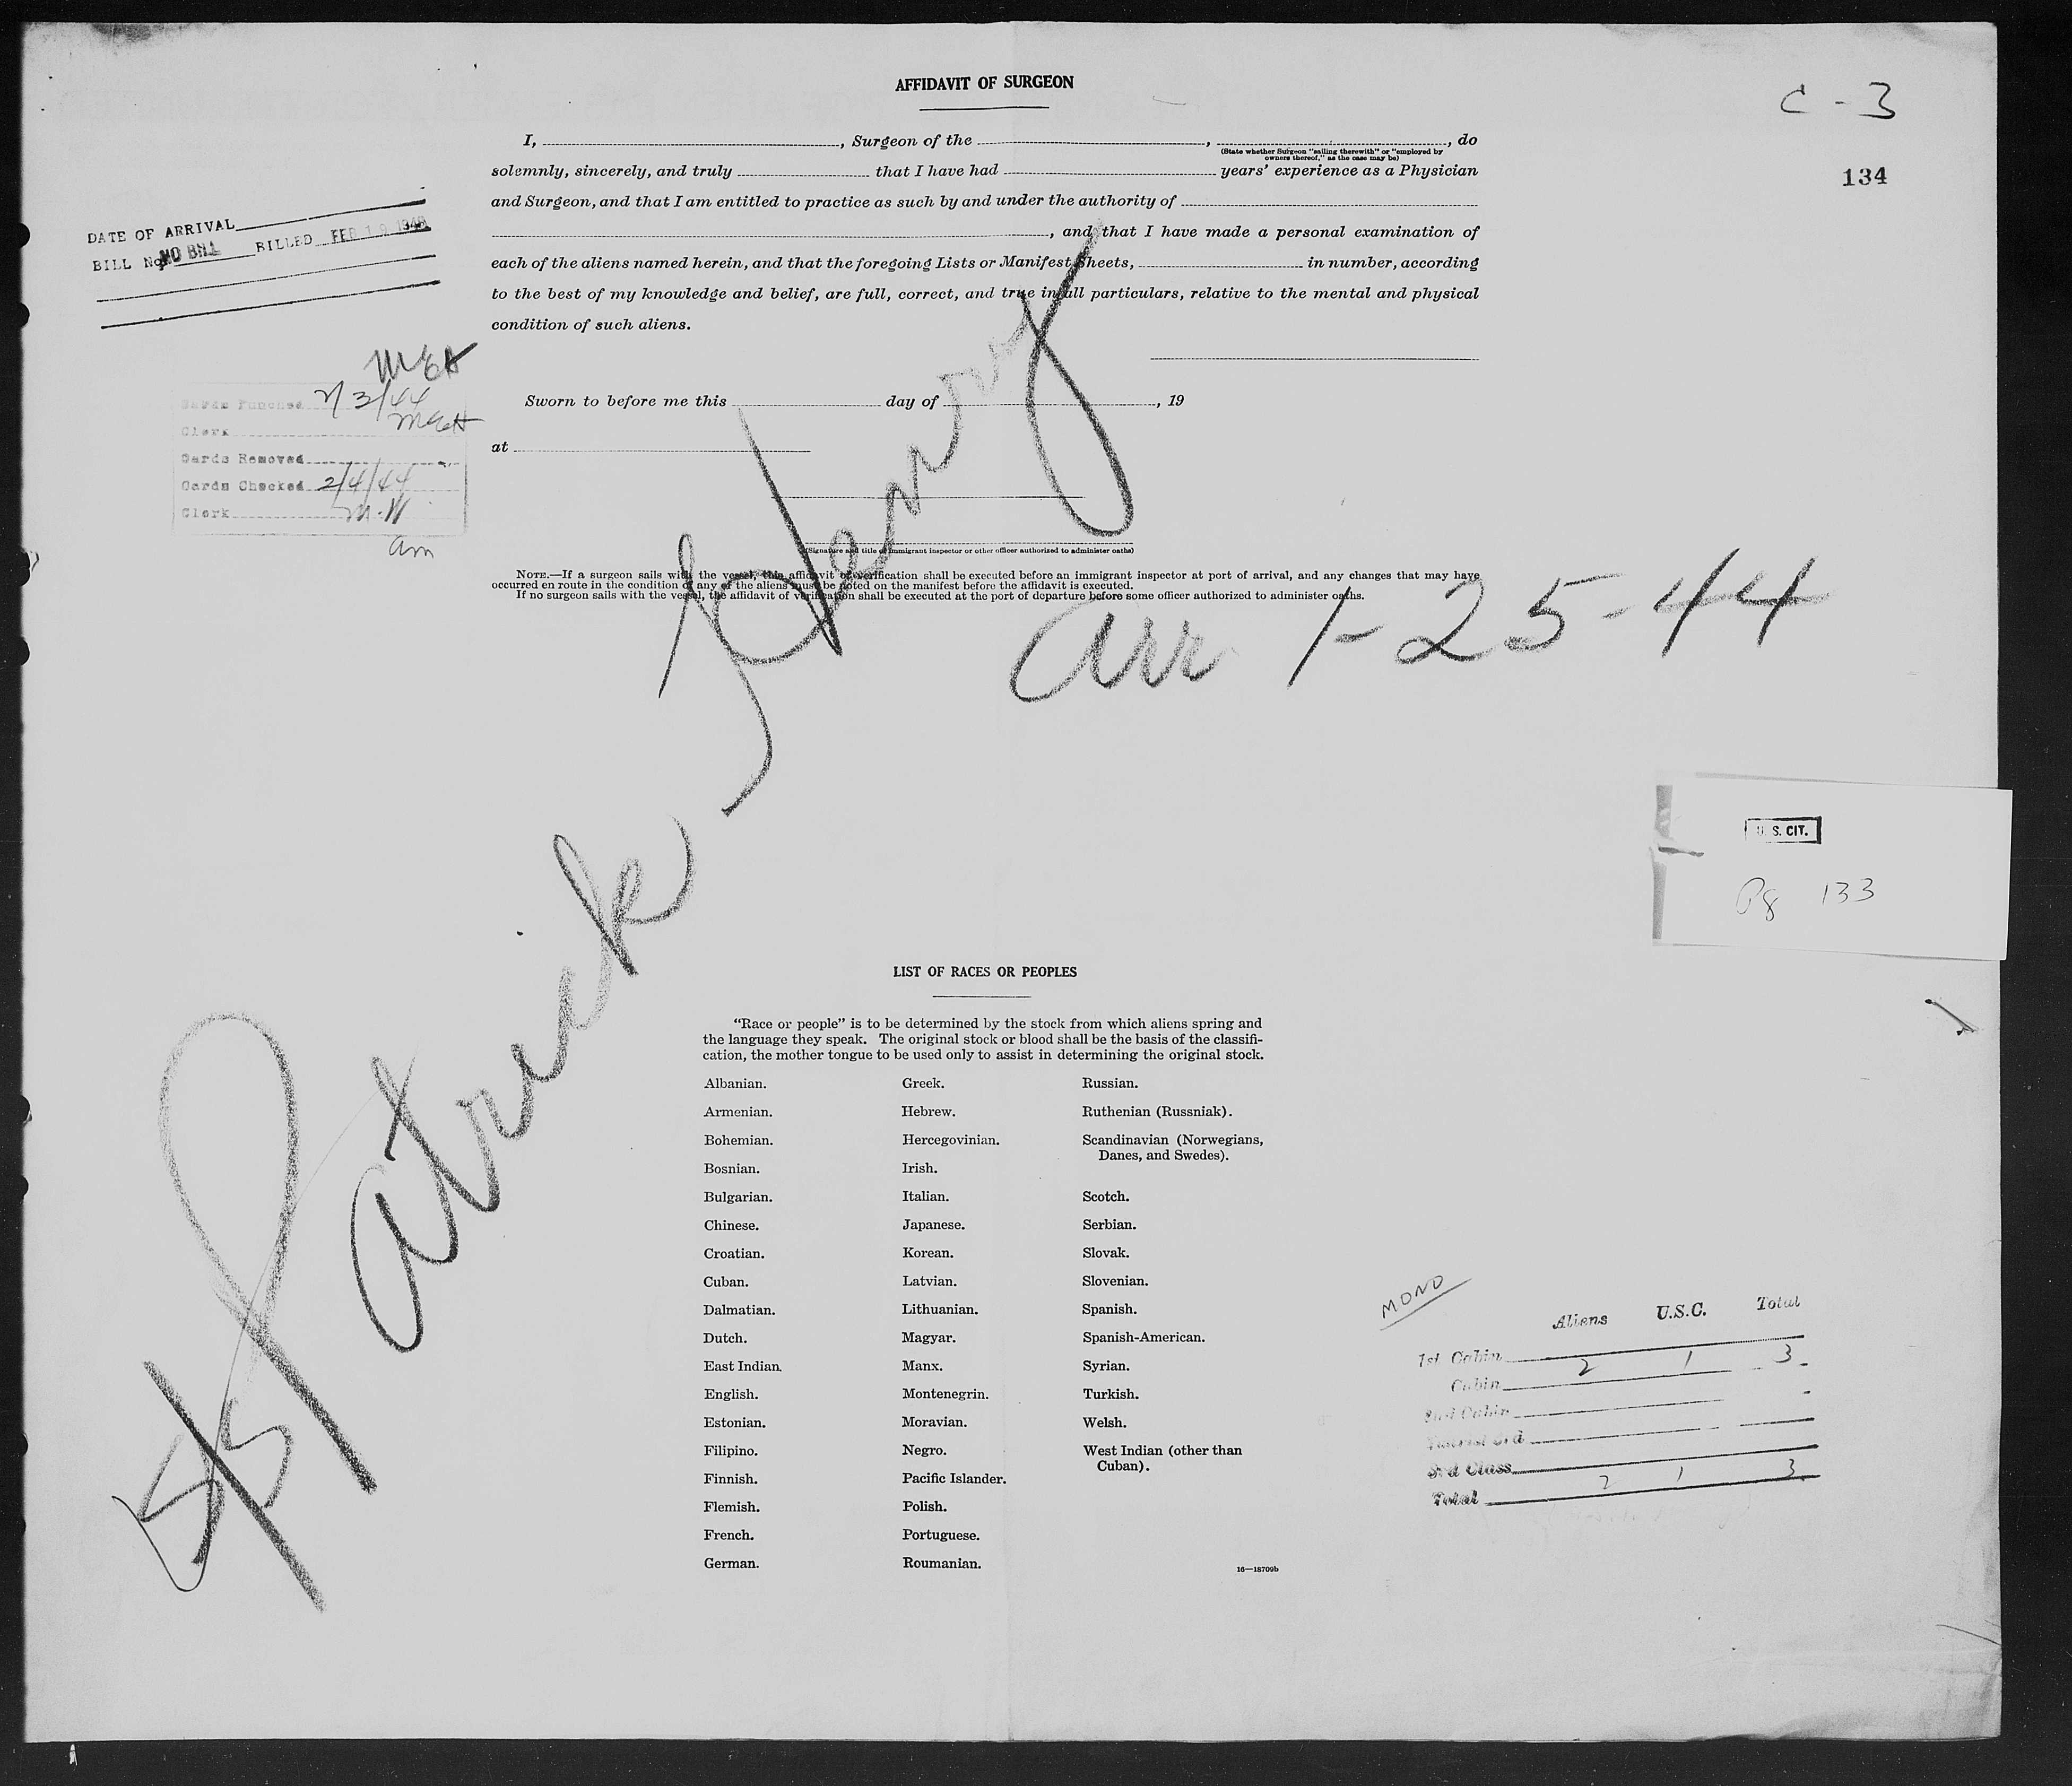 AFFIDAVIT OF SURGEON
C - 3
134
I, , Surgeon of the , , do
(State whether Surgeon "sailing therewith" or "employed by
owners thereof," as the case may be)
solemnly, sincerely, and truly that I have had years' experience as a Physician
and Surgeon, and that I am entitled to practice as such by and under the authority of
, and that I have made a personal examination of
each of the aliens named herein, and that the foregoing Lists or Manifest Sheets, in number, according
to the best of my knowledge and belief, are full, correct, and true in all particulars, relative to the mental and physical
condition of such aliens.
Sworn to before me this day of , 19
at
(Signature and title of immigrant inspector or other officer authorized to administer oaths)
NOTE.—If a surgeon sails with the vessel, this affidavit of verification shall be executed before an immigrant inspector at port of arrival, and any changes that may have
occurred en route in the condition of any of the aliens must be noted on the manifest before the affidavit is executed.
If no surgeon sails with the vessel, the affidavit of verification shall be executed at the port of departure before some officer authorized to administer oaths.
DATE OF ARRIVAL
BILL No. NO BILL BILLED FEB 19
MEH
Cards Punched 2/3/44
Clerk MEH
Cards Removed
Cards Checked 2/4/44
Clerk M.W
am
SS Patrick Henry
arr 1-25-44
U.S. CIT.
Pg 133
LIST OF RACES OR PEOPLES
"Race or people" is to be determined by the stock from which aliens spring and
the language they speak. The original stock or blood shall be the basis of the classifi-
cation, the mother tongue to be used only to assist in determining the original stock.
Albanian.
Armenian.
Bohemian.
Bosnian.
Bulgarian.
Chinese.
Croatian.
Cuban.
Dalmatian.
Dutch.
East Indian.
English.
Estonian.
Filipino.
Finnish.
Flemish.
French.
German.
Greek.
Hebrew.
Hercegovinian.
Irish.
Italian.
Japanese.
Korean.
Latvian.
Lithuanian.
Magyar.
Manx.
Montenegrin.
Moravian.
Negro.
Pacific Islander.
Polish.
Portuguese.
Roumanian.
Russian.
Ruthenian (Russniak).
Scandinavian (Norwegians,
Danes, and Swedes).
Scotch.
Serbian.
Slovak.
Slovenian.
Spanish.
Spanish-American.
Syrian.
Turkish.
Welsh.
West Indian (other than
Cuban).
16—18709b
MONO
Aliens U.S.C. Total
1st Cabin 2 1 3
Cabin
2nd Cabin
Tourist 3rd
3rd Class
Total 2 1 3